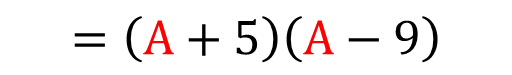 = (A + 5)(A − 9)